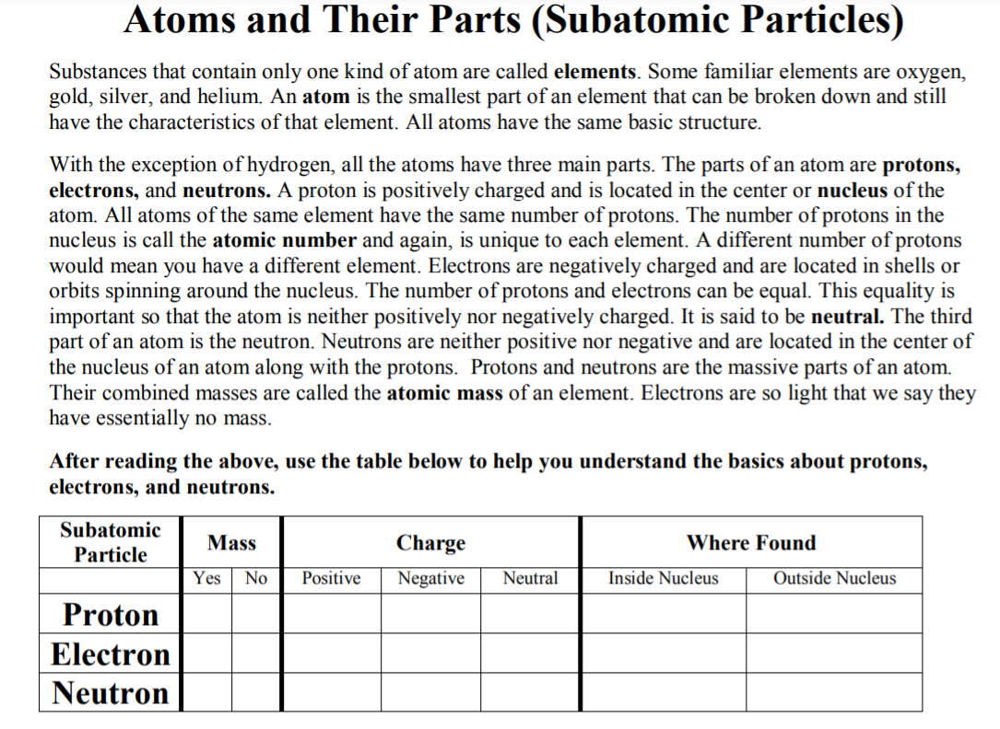 Atoms and Their Parts (Subatomic Particles)
Substances that contain only one kind of atom are called elements. Some familiar elements are oxygen,
gold, silver, and helium. An atom is the smallest part of an element that can be broken down and still
have the characteristics of that element. All atoms have the same basic structure.
With the exception of hydrogen, all the atoms have three main parts. The parts of an atom are protons,
electrons, and neutrons. A proton is positively charged and is located in the center or nucleus of the
atom. All atoms of the same element have the same number of protons. The number of protons in the
nucleus is call the atomic number and again, is unique to each element. A different number of protons
would mean you have a different element. Electrons are negatively charged and are located in shells or
orbits spinning around the nucleus. The number of protons and electrons can be equal. This equality is
important so that the atom is neither positively nor negatively charged. It is said to be neutral. The third
part of an atom is the neutron. Neutrons are neither positive nor negative and are located in the center of
the nucleus of an atom along with the protons. Protons and neutrons are the massive parts of an atom.
Their combined masses are called the atomic mass of an element. Electrons are so light that we say they
have essentially no mass.
After reading the above, use the table below to help you understand the basics about protons,
electrons, and neutrons.
Subatomic
Particle
Mass Charge Where Found
Yes No Positive Negative Neutral Inside Nucleus Outside Nucleus
Proton
Electron
Neutron